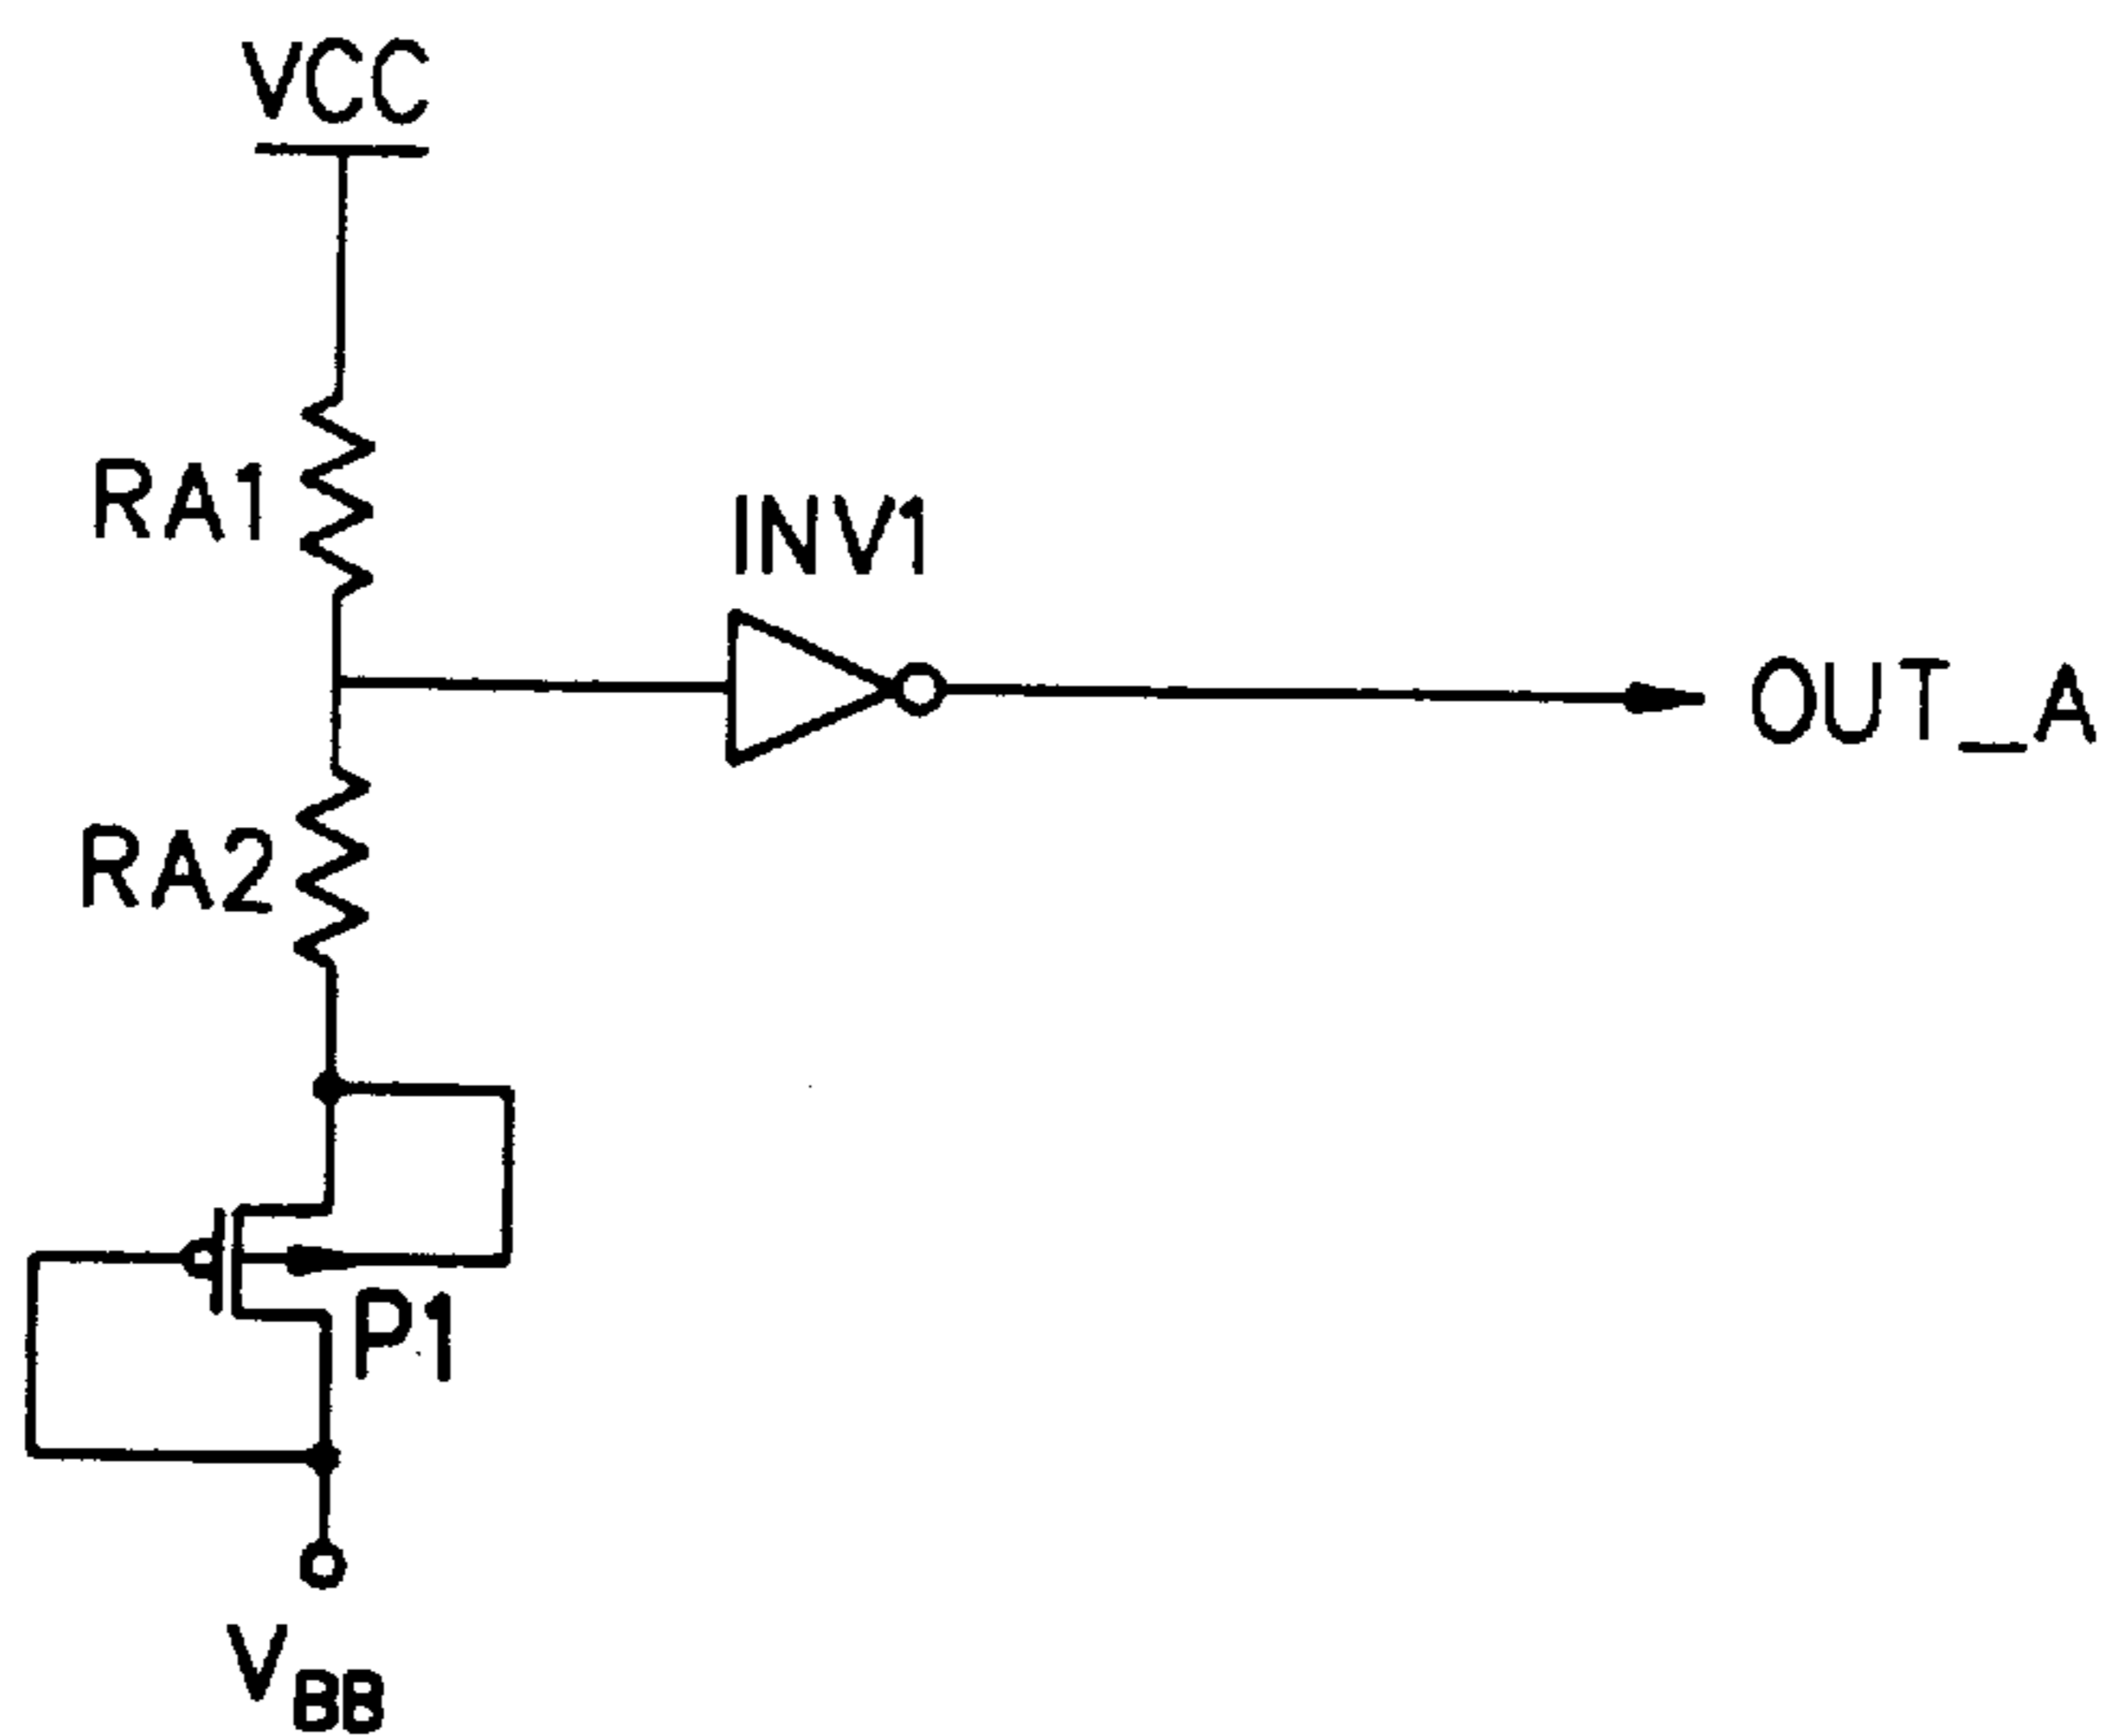 VCC
RA1
INV1
OUT_A
RA2
P1
VBB